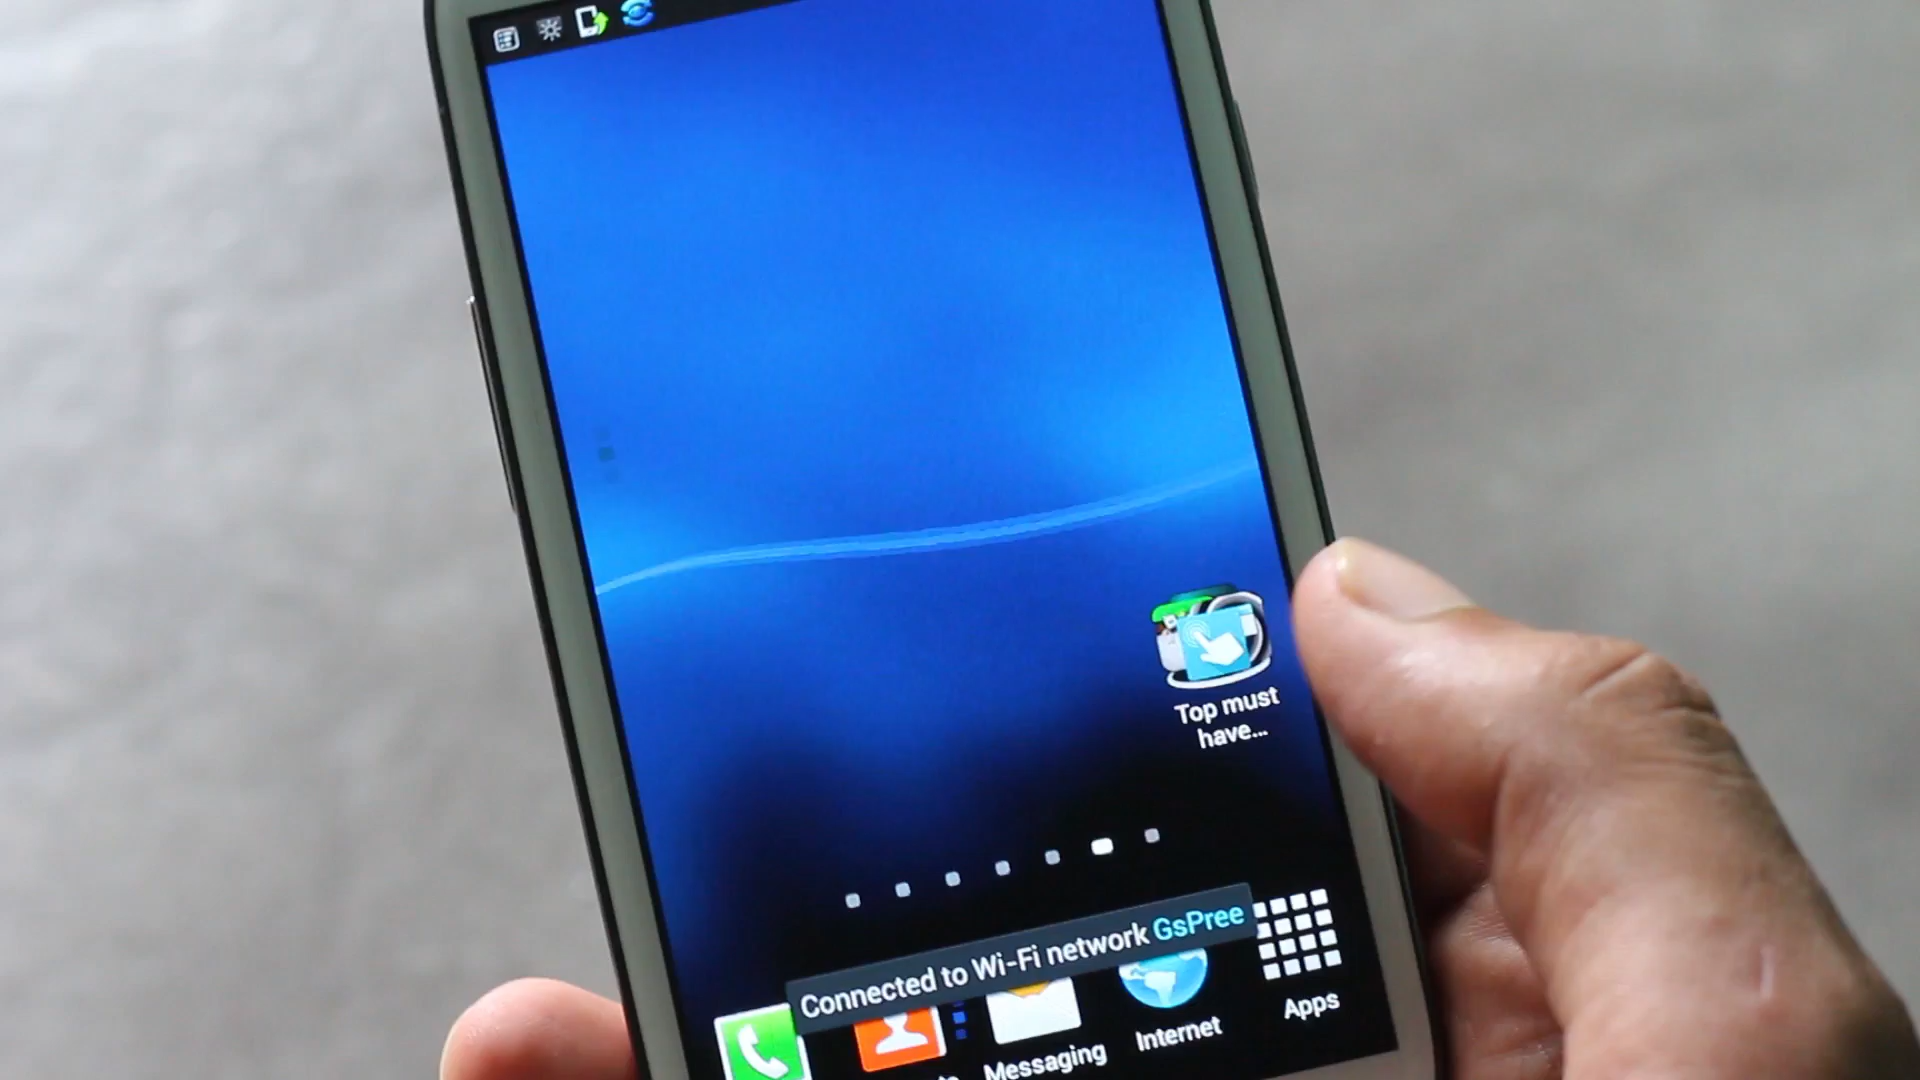 Top must
have...
Connected to Wi-Fi network GsPree
Messaging
Internet
Apps